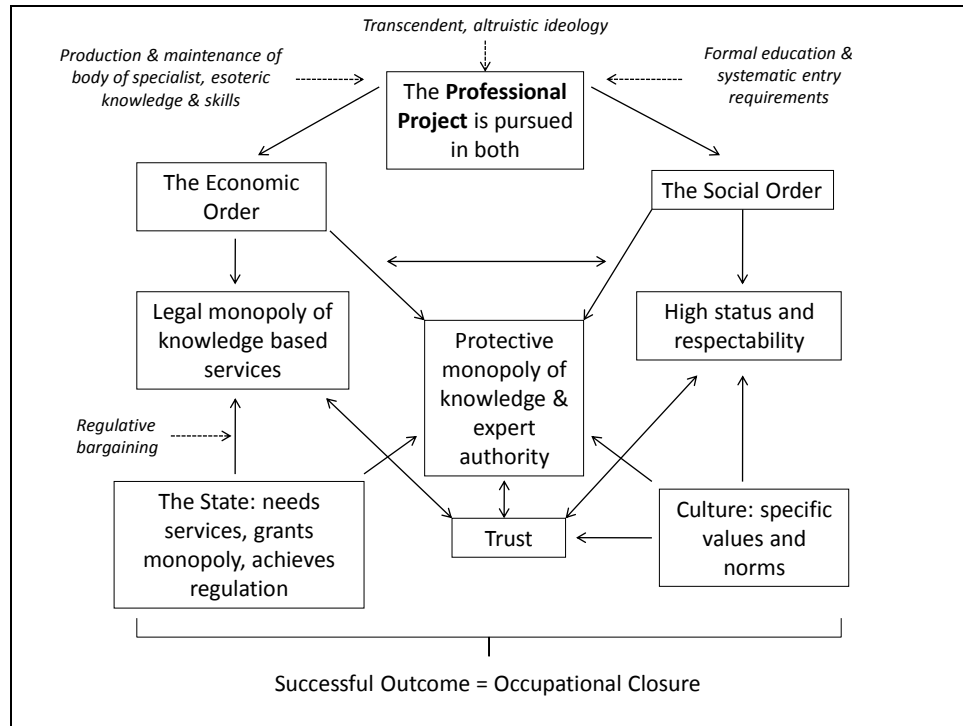 Transcendent, altruistic ideology
Production & maintenance of
body of specialist, esoteric
knowledge & skills
Formal education &
systematic entry
requirements
The Professional
Project is pursued
in both
The Economic
Order
The Social Order
Legal monopoly of
knowledge based
services
Protective
monopoly of
knowledge &
expert
authority
High status and
respectability
Regulative
bargaining
The State: needs
services, grants
monopoly, achieves
regulation
Trust
Culture: specific
values and
norms
Successful Outcome = Occupational Closure